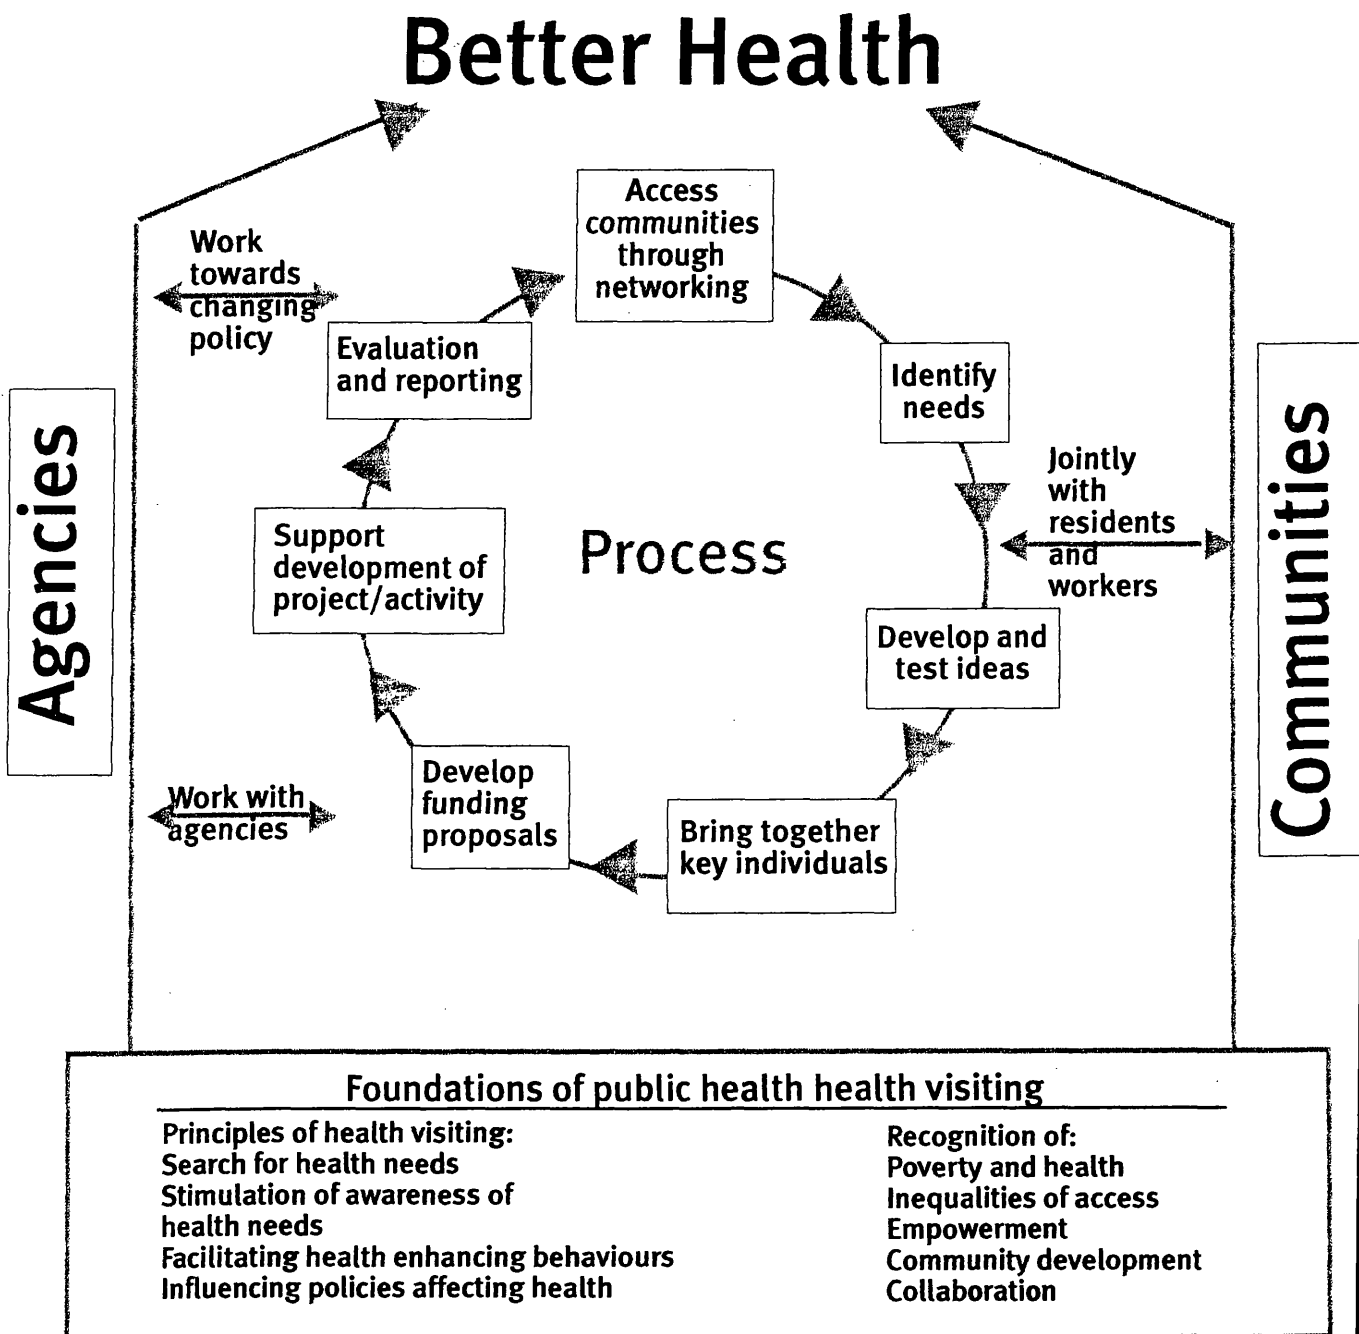 Better Health
Access
communities
through
networking
Work
towards
changing
policy
Evaluation
and reporting
Identify
needs
Agencies
Communities
Jointly
with
residents
and
workers
Support
development of
project/activity
Process
Develop and
test ideas
Develop
funding
proposals
Work with
agencies
Bring together
key individuals
Foundations of public health health visiting
Principles of health visiting:
Search for health needs
Stimulation of awareness of
health needs
Facilitating health enhancing behaviours
Influencing policies affecting health
Recognition of:
Poverty and health
Inequalities of access
Empowerment
Community development
Collaboration